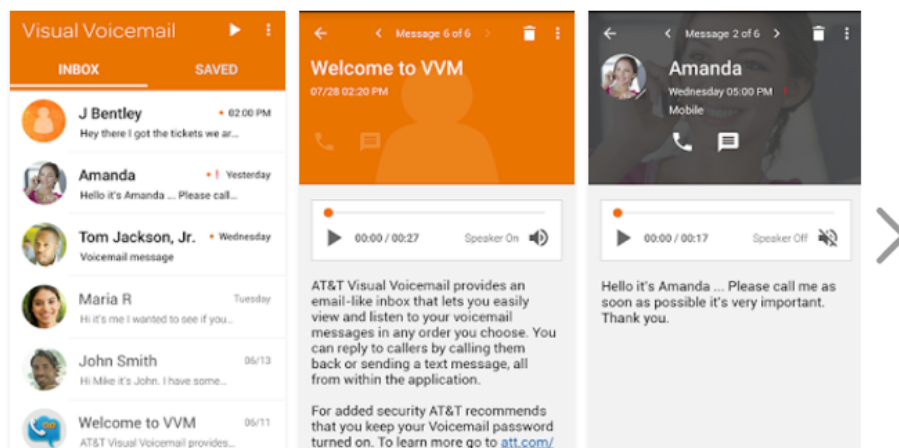 Visual Voicemail
INBOX SAVED
J Bentley 02:00 PM
Hey there I got the tickets we ar...
Amanda ! Yesterday
Hello it's Amanda ... Please call...
Tom Jackson, Jr. Wednesday
Voicemail message
Maria R Tuesday
Hi it's me I wanted to see if you...
John Smith 06/13
Hi Mike it's John. I have some...
Welcome to VVM 06/11
AT&T Visual Voicemail provides...
Message 6 of 6
Welcome to VVM
07/28 02:20 PM
00:00 / 00:27 Speaker On
AT&T Visual Voicemail provides an
email-like inbox that lets you easily
view and listen to your voicemail
messages in any order you choose. You
can reply to callers by calling them
back or sending a text message, all
from within the application.
For added security AT&T recommends
that you keep your Voicemail password
turned on. To learn more go to att.com/
Message 2 of 6
Amanda
Wednesday 05:00 PM !
Mobile
00:00 / 00:17 Speaker Off
Hello it's Amanda ... Please call me as
soon as possible it's very important.
Thank you.